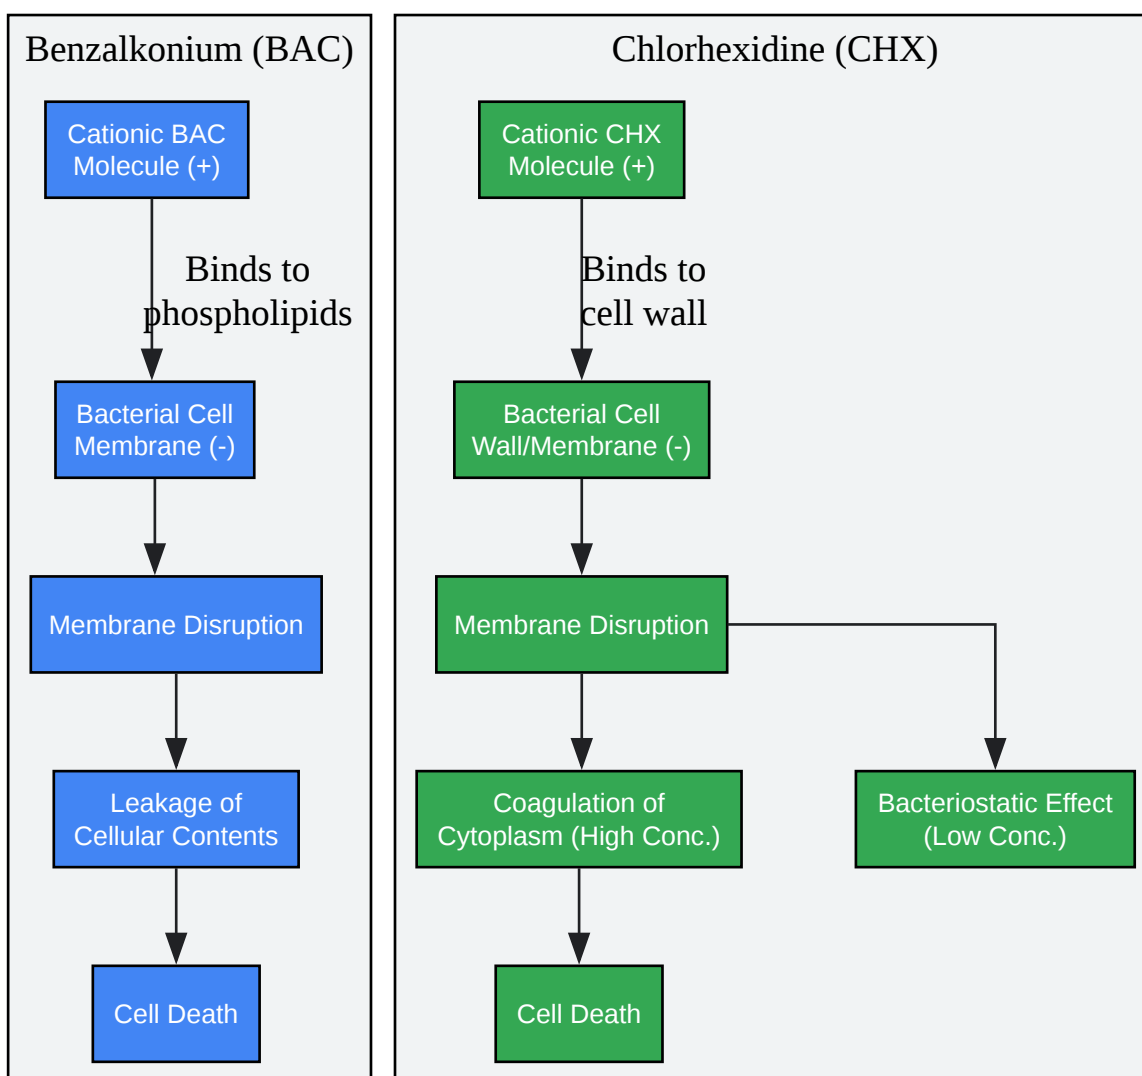 Benzalkonium (BAC)
Cationic BAC
Molecule (+)
Binds to
phospholipids
Bacterial Cell
Membrane (-)
Membrane Disruption
Leakage of
Cellular Contents
Cell Death
Chlorhexidine (CHX)
Cationic CHX
Molecule (+)
Binds to
cell wall
Bacterial Cell
Wall/Membrane (-)
Membrane Disruption
Coagulation of
Cytoplasm (High Conc.)
Bacteriostatic Effect
(Low Conc.)
Cell Death